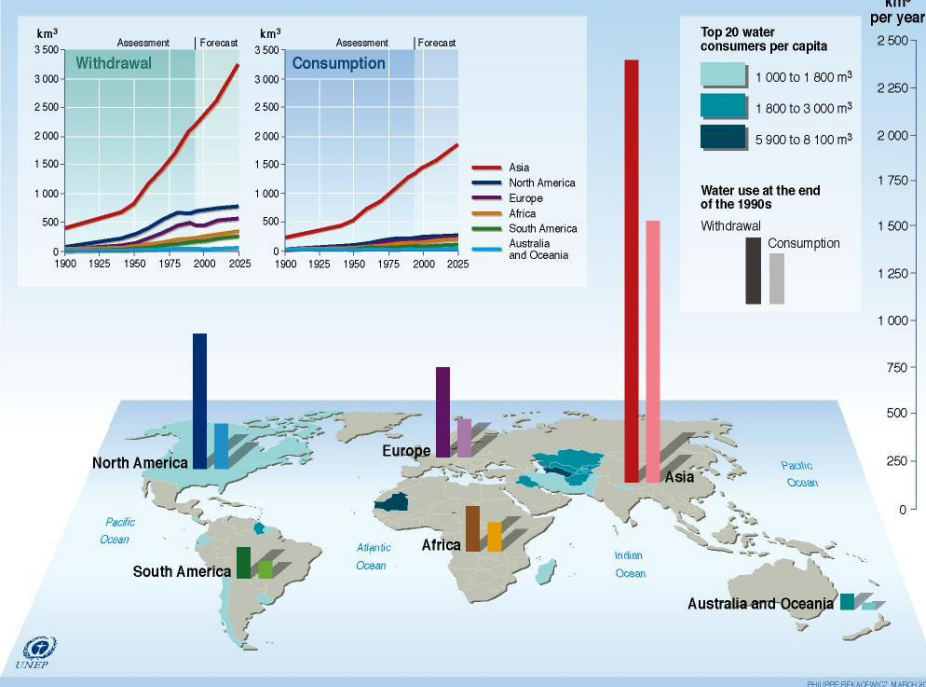 km³
3 500
3 000
2 500
2 000
1 500
1 000
500
0
Assessment
Forecast
Withdrawal
1900 1925 1950 1975 2000 2025
km³
3 500
3 000
2 500
2 000
1 500
1 000
500
0
Assessment
Forecast
Consumption
1900 1925 1950 1975 2000 2025
Asia
North America
Europe
Africa
South America
Australia
and Oceania
Top 20 water
consumers per capita
1 000 to 1 800 m³
1 800 to 3 000 m³
5 900 to 8 100 m³
Water use at the end
of the 1990s
Withdrawal
Consumption
km³
per year
2 500
2 250
2 000
1 750
1 500
1 250
1 000
750
500
250
0
North America
Europe
Asia
Pacific
Ocean
Pacific
Ocean
Atlantic
Ocean
Africa
Indian
Ocean
South America
Australia and Oceania
UNEP
PHILIPPE REKACEWICZ, MARCH 20